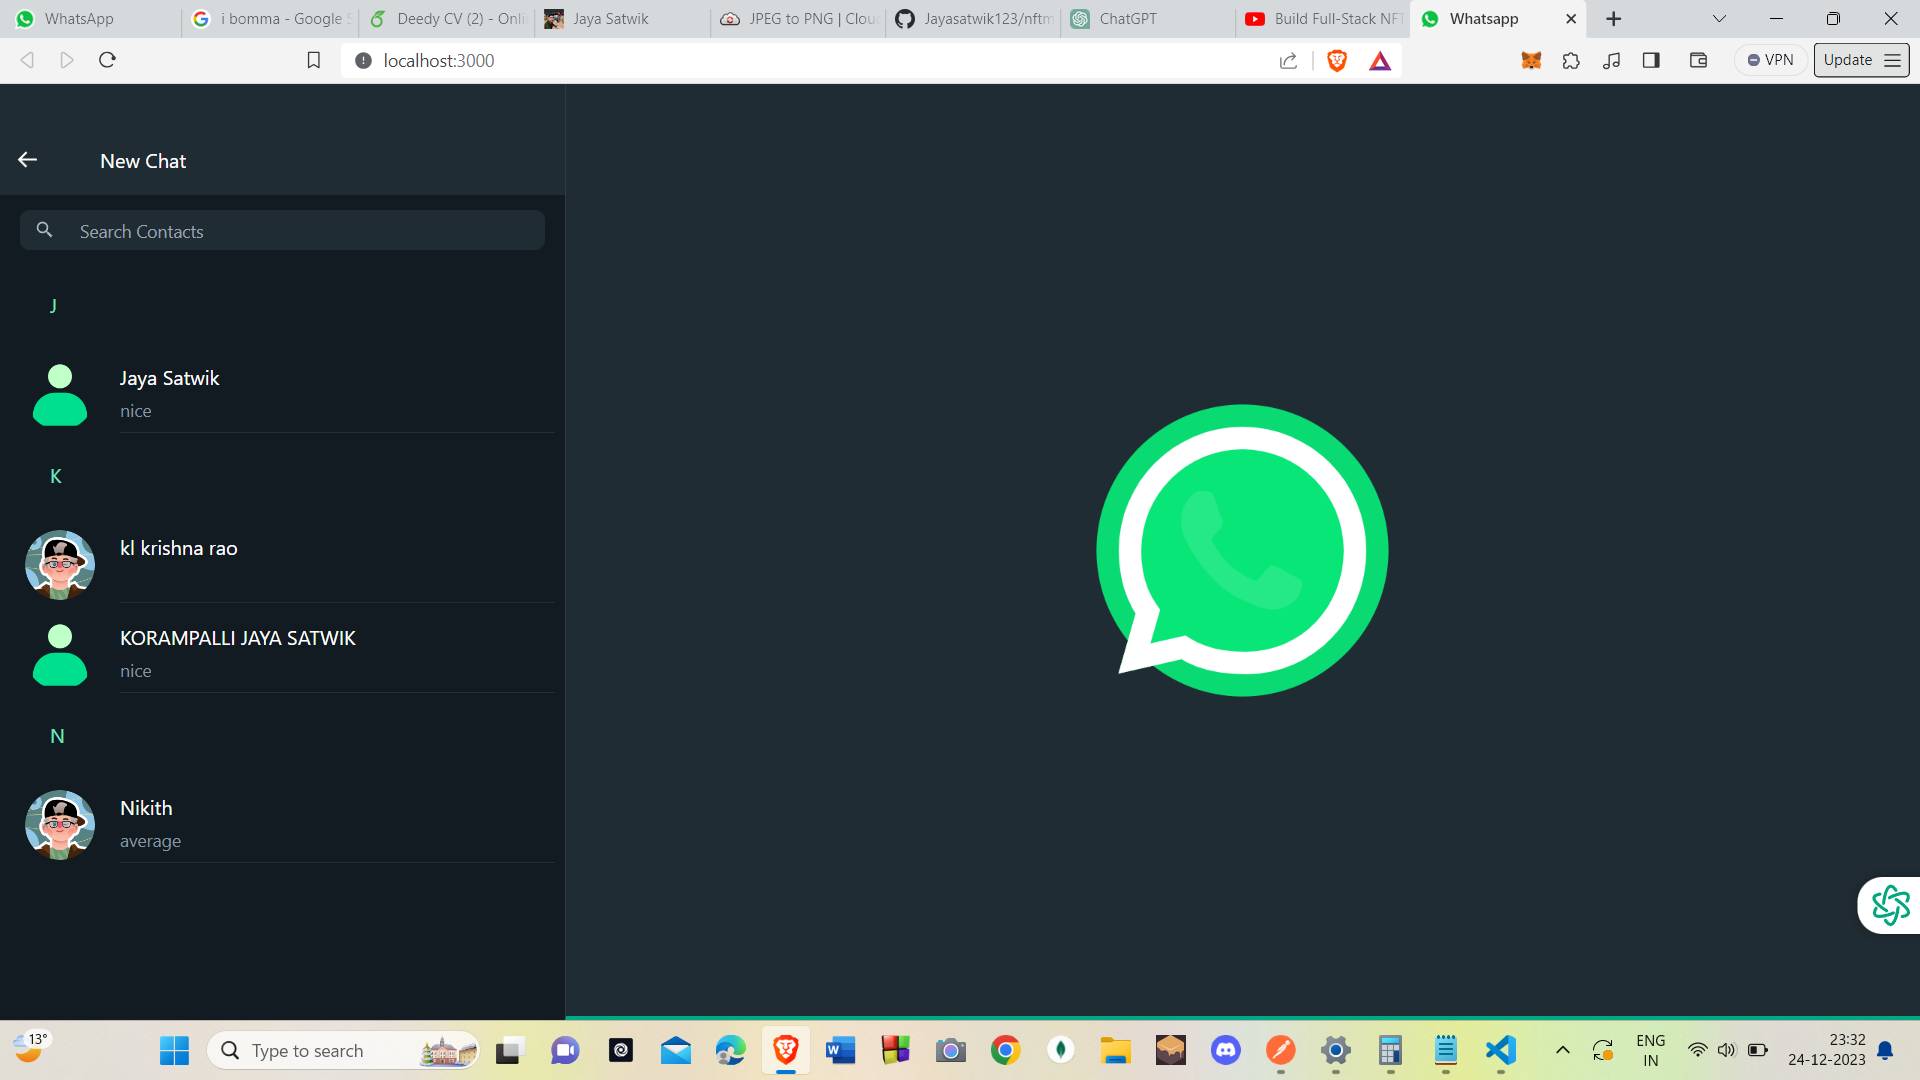 WhatsApp
i bomma - Google S
Deedy CV (2) - Onli
Jaya Satwik
JPEG to PNG | Clou
Jayasatwik123/nftm
ChatGPT
Build Full-Stack NFT
Whatsapp
localhost:3000
VPN
Update
New Chat
Search Contacts
J
Jaya Satwik
nice
K
kl krishna rao
KORAMPALLI JAYA SATWIK
nice
N
Nikith
average
13°
Type to search
ENG
IN
23:32
24-12-2023